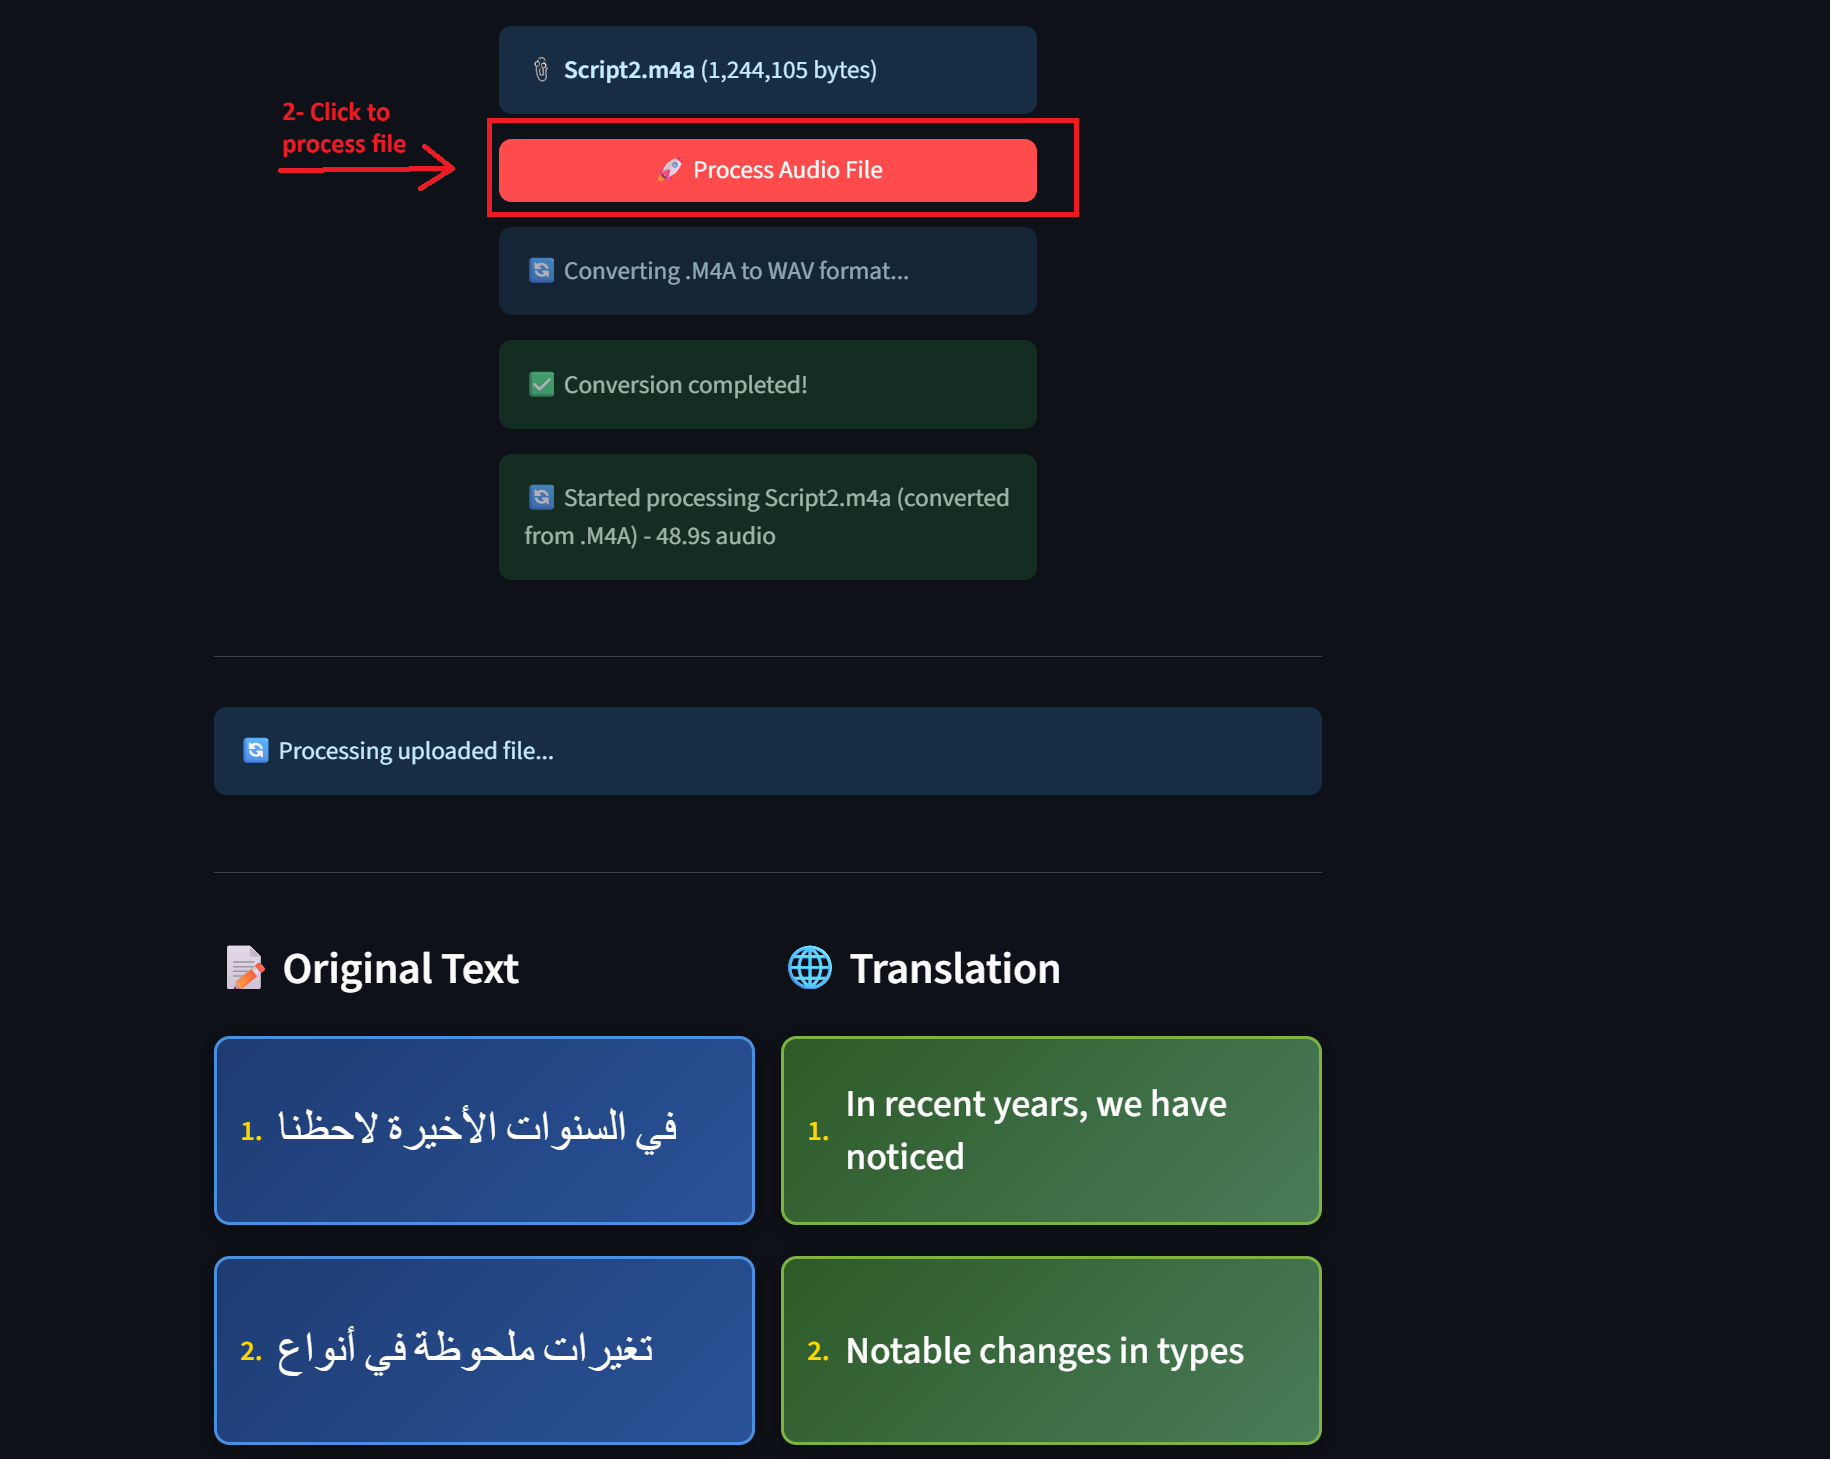 Script2.m4a (1,244,105 bytes)
2- Click to
process file
Process Audio File
Converting .M4A to WAV format...
Conversion completed!
Started processing Script2.m4a (converted
from .M4A) - 48.9s audio
Processing uploaded file...
Original Text
1. في السنوات الأخيرة لاحظنا
2. تغيرات ملحوظة في أنواع
Translation
1. In recent years, we have
noticed
2. Notable changes in types